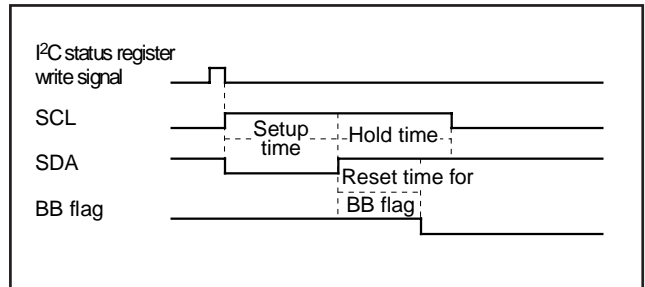 I²C status register
write signal
SCL
Setup
time
Hold time
SDA
Reset time for
BB flag
BB flag